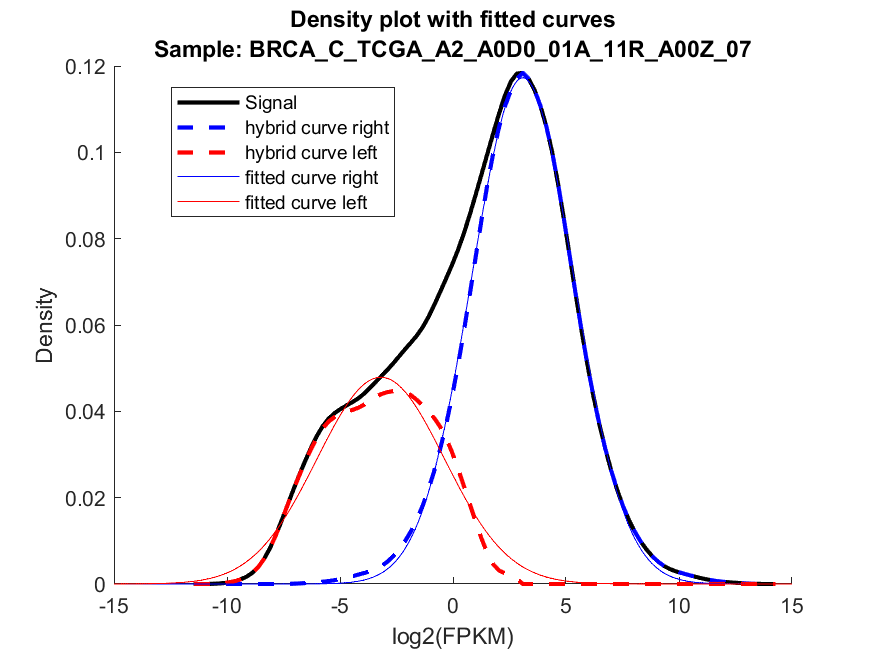 Density plot with fitted curves
Sample: BRCA_C_TCGA_A2_A0D0_01A_11R_A00Z_07
Signal
hybrid curve right
hybrid curve left
fitted curve right
fitted curve left
0.12
0.1
0.08
0.06
0.04
0.02
0
Density
-15 -10 -5 0 5 10 15
log2(FPKM)